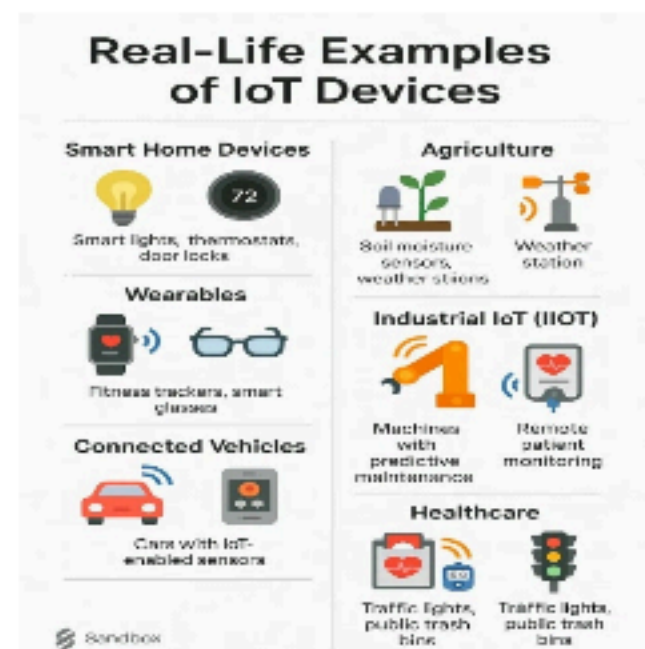 Real-Life Examples
of IoT Devices
Smart Home Devices
72
Smart lights, thermostats,
door locks
Wearables
Fitness trackers, smart
glasses
Connected Vehicles
Cars with IoT-
enabled sensors
Sandbox
Agriculture
Soil moisture
sensors,
weather stiions
Weather
station
Industrial IoT (IIOT)
Machines
with
predictive
maintenance
Remote
patient
monitoring
Healthcare
Traffic lights,
public trash
bins
Traffic lights,
public trash
bins